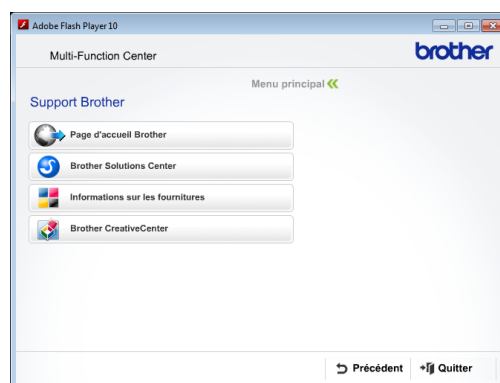 Adobe Flash Player 10
Multi-Function Center
brother
Menu principal
Support Brother
Page d'accueil Brother
Brother Solutions Center
Informations sur les fournitures
Brother CreativeCenter
Précédent
Quitter